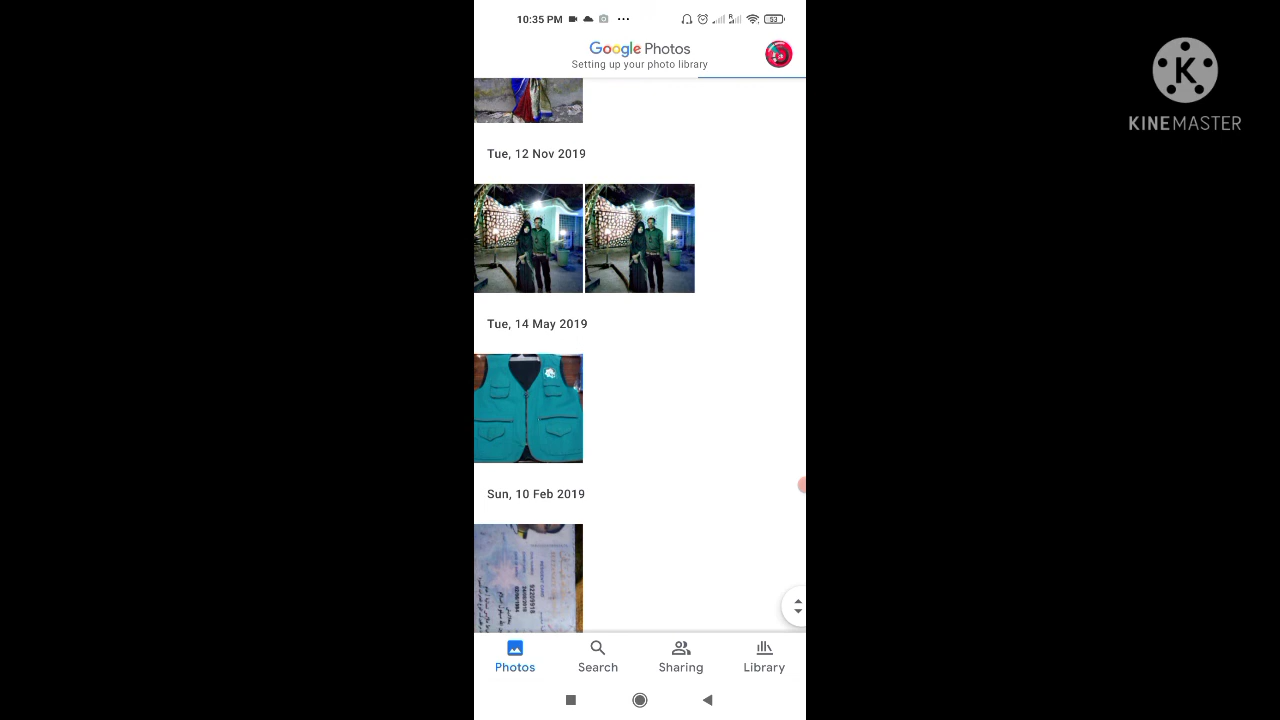 10:35 PM
53
Google Photos
Setting up your photo library
KINEMASTER
Tue, 12 Nov 2019
Tue, 14 May 2019
Sun, 10 Feb 2019
Photos
Search
Sharing
Library